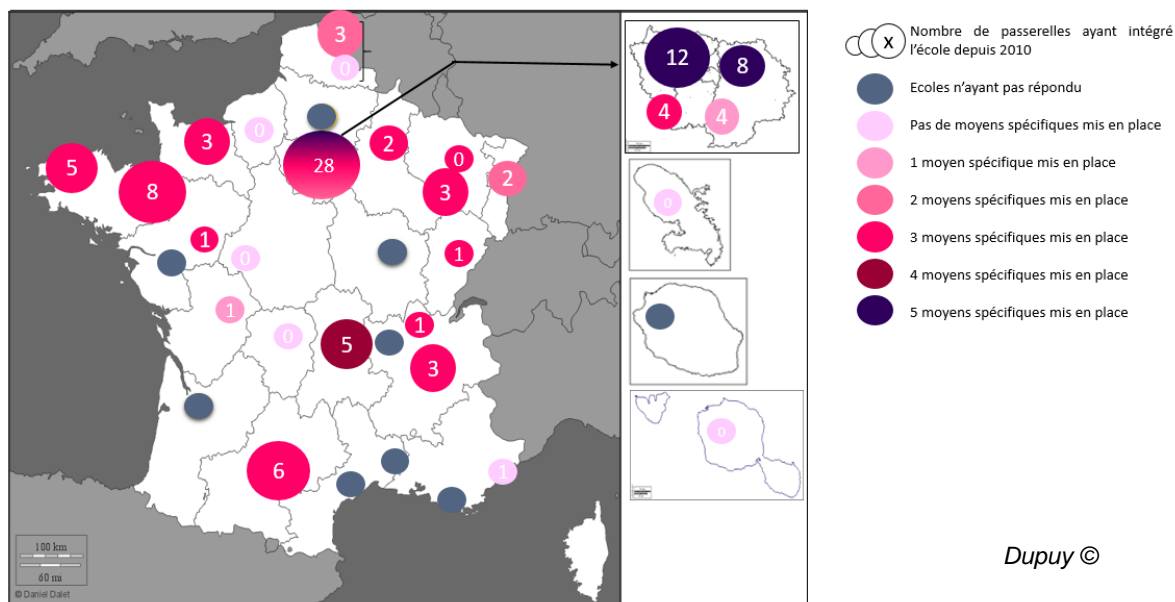 3
0
12
8
4
4
3
0
2
0
28
5
8
3
2
1
0
1
1
0
5
1
3
6
1
0
0
100 km
60 mi
© Daniel Dalet
x
Nombre de passerelles ayant intégré
l'école depuis 2010
Ecoles n'ayant pas répondu
Pas de moyens spécifiques mis en place
1 moyen spécifique mis en place
2 moyens spécifiques mis en place
3 moyens spécifiques mis en place
4 moyens spécifiques mis en place
5 moyens spécifiques mis en place
Dupuy ©